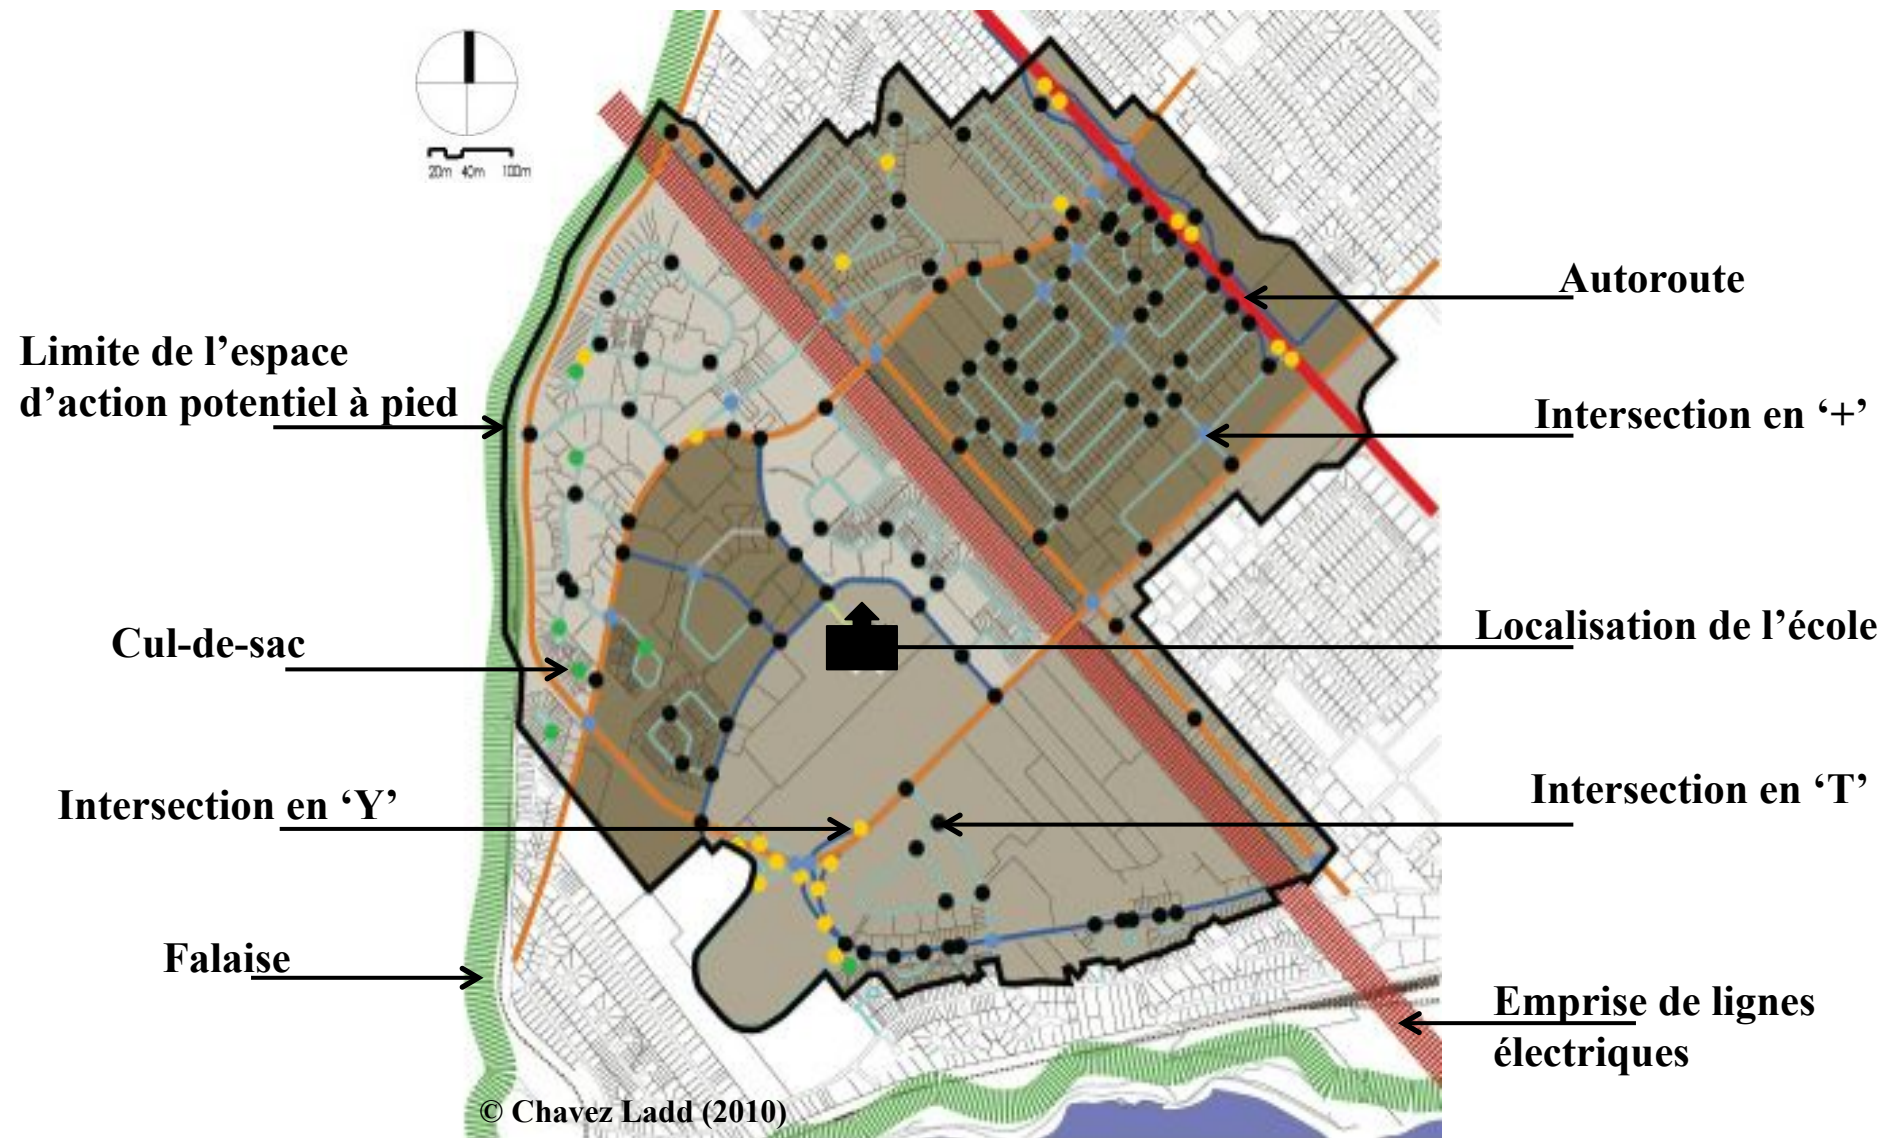 20m 40m 100m
Autoroute
Limite de l’espace
d’action potentiel à pied
Intersection en ‘+’
Cul-de-sac
Localisation de l’école
Intersection en ‘Y’
Intersection en ‘T’
Falaise
Emprise de lignes
électriques
© Chavez Ladd (2010)